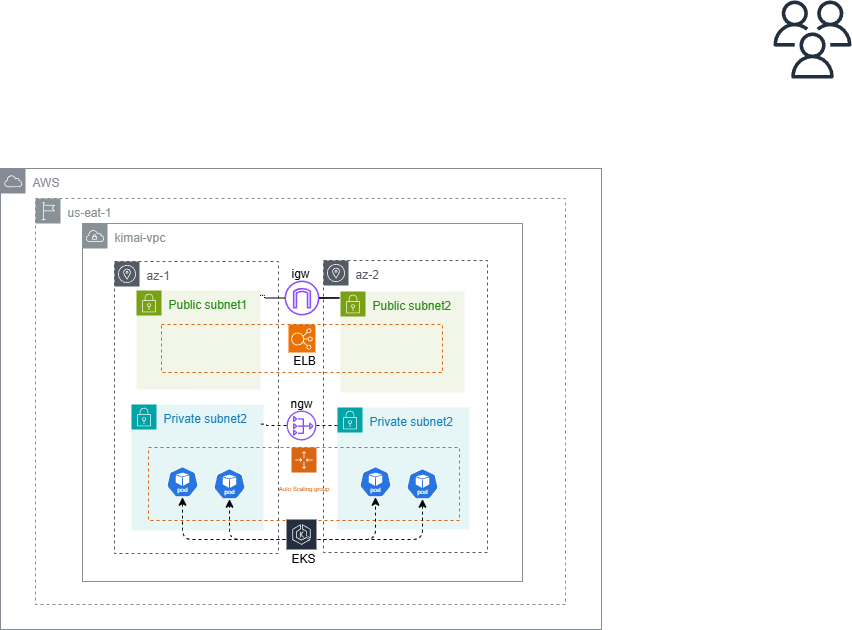 AWS
us-eat-1
kimai-vpc
az-1
igw
az-2
Public subnet1
Public subnet2
ELB
ngw
Private subnet2
Private subnet2
pod
pod
pod
pod
Auto Scaling group
EKS